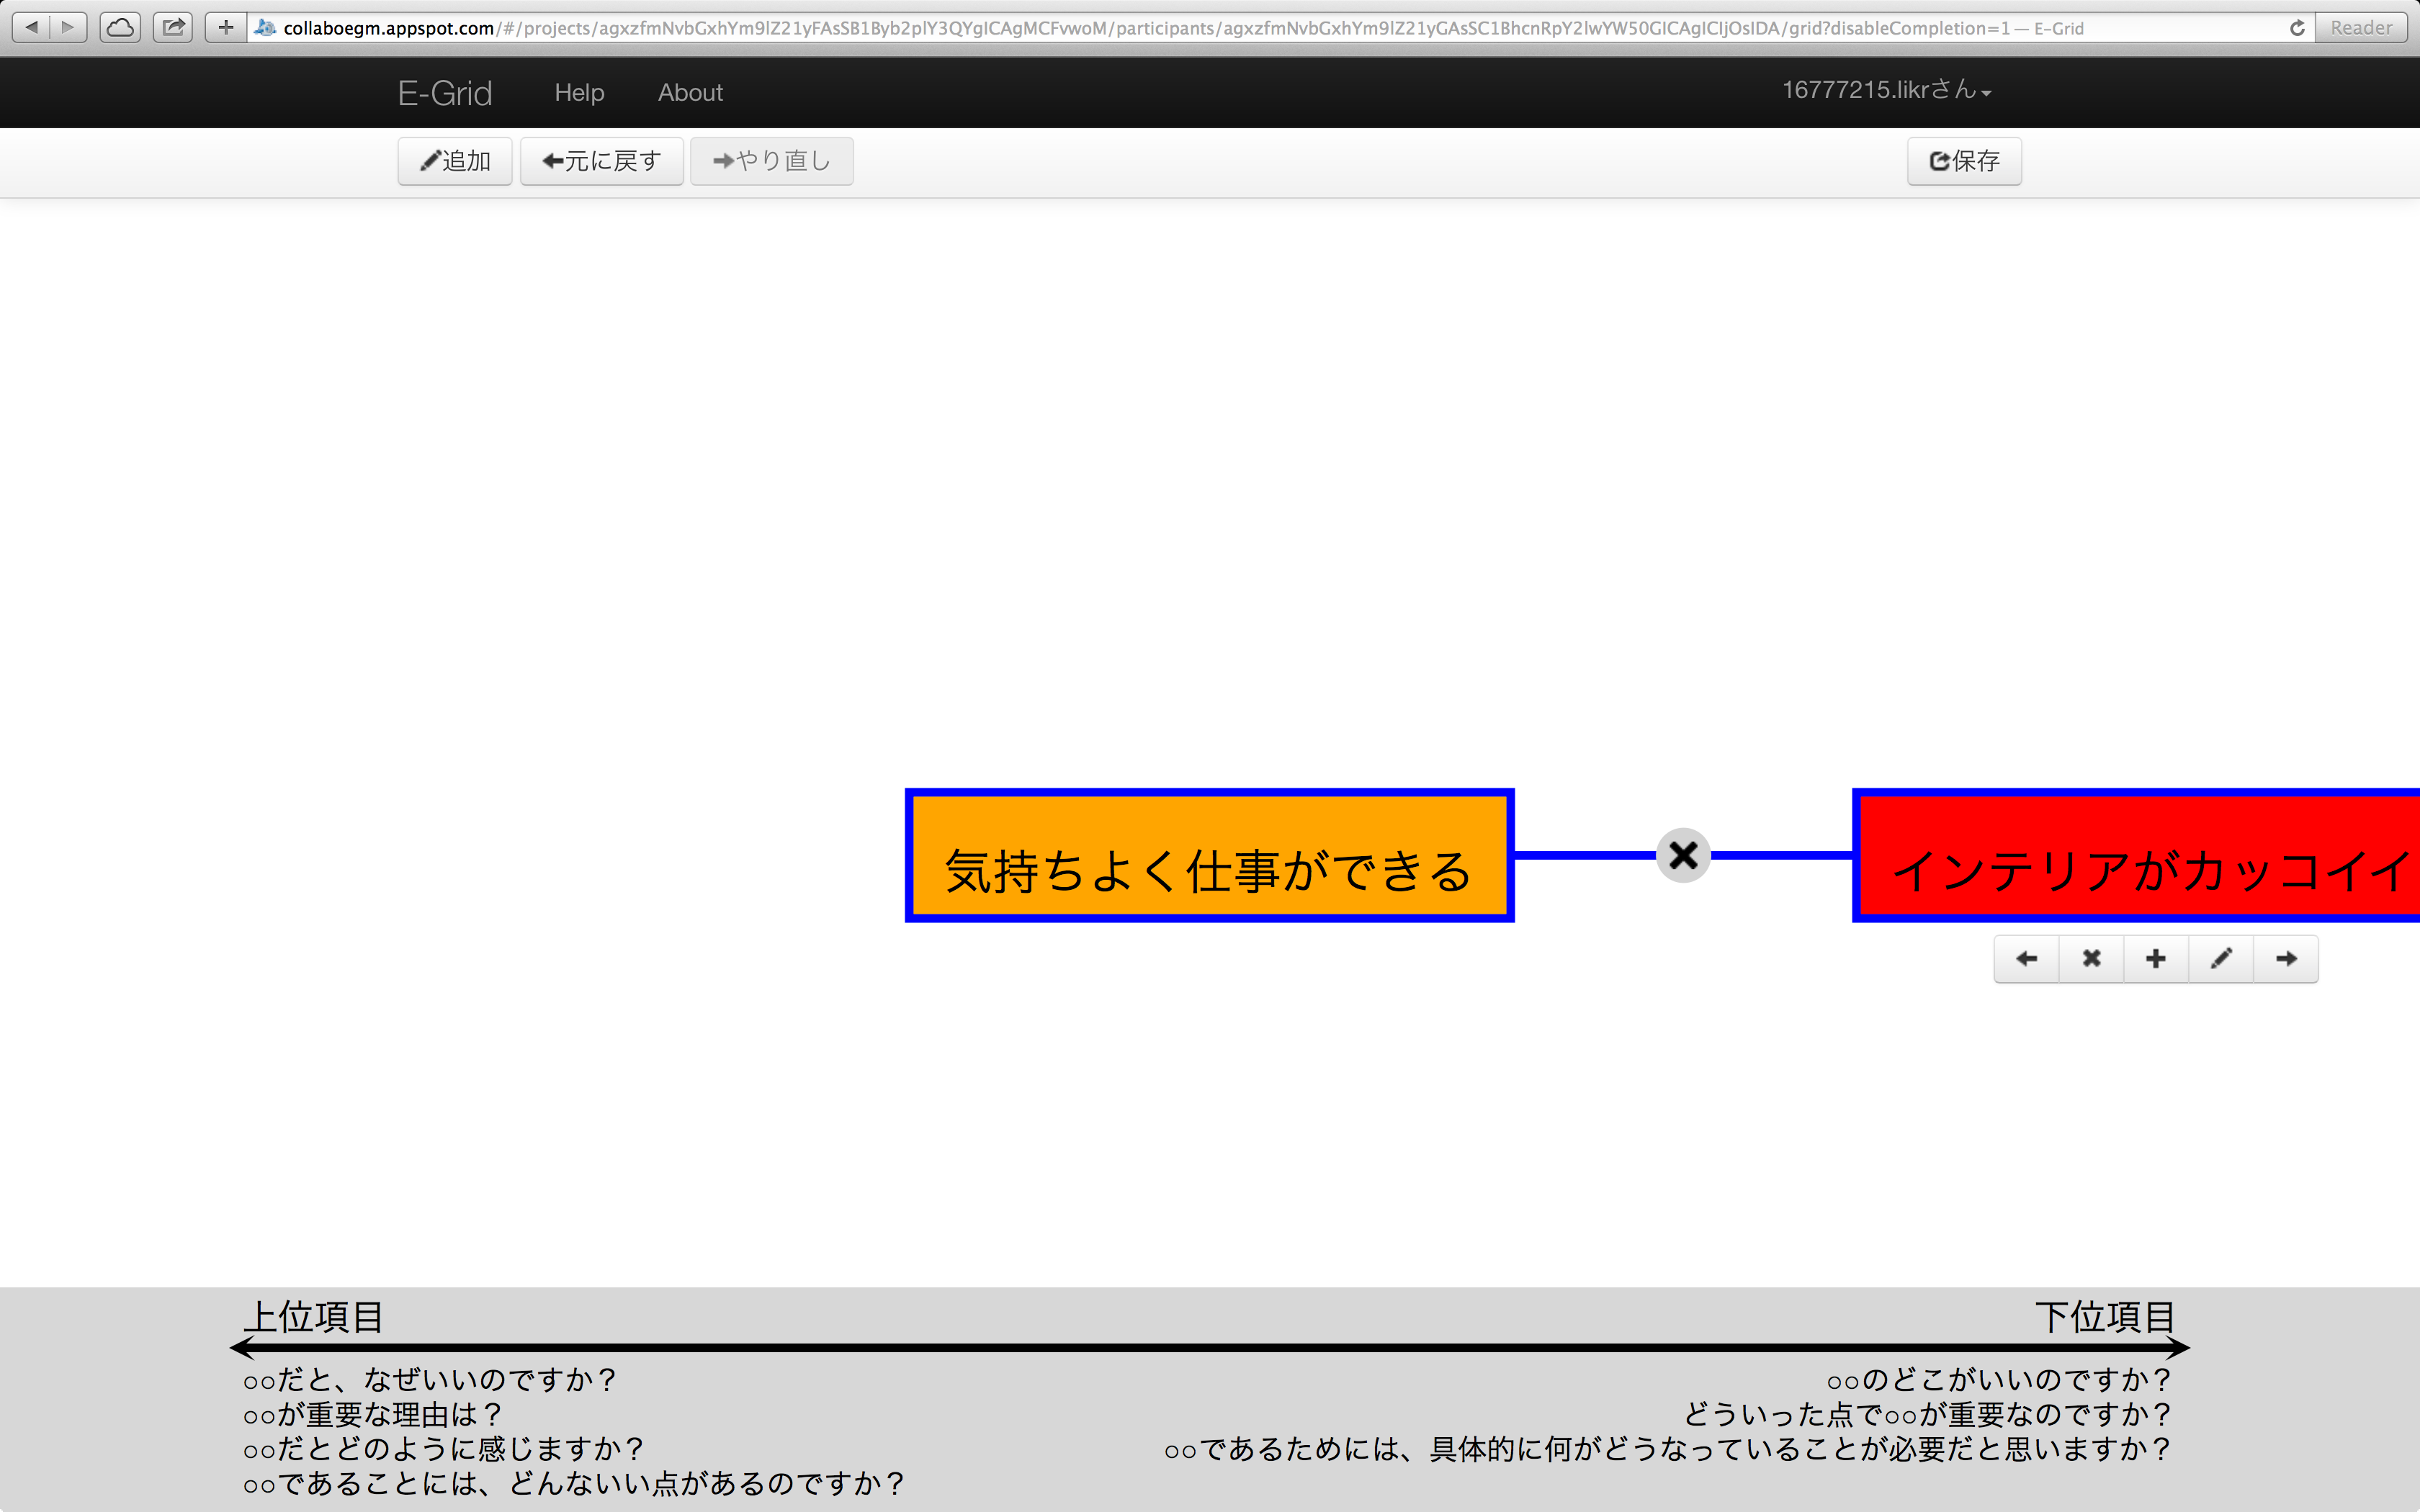 collaboegm.appspot.com/#/projects/agxzfmNvbGxhYm9lZ21yFAsSB1Byb2plY3QYgICAgMCFvwoM/participants/agxzfmNvbGxhYm9lZ21yGAsSC1BhcnRpY2lwYW50GICAgICIjOsIDA/grid?disableCompletion=1 — E-Grid
Reader
E-Grid
Help
About
16777215.likrさん
追加
元に戻す
やり直し
保存
気持ちよく仕事ができる
インテリアがカッコイイ
上位項目
下位項目
○○だと、なぜいいのですか？
○○が重要な理由は？
○○だとどのように感じますか？
○○であることには、どんないい点があるのですか？
○○のどこがいいのですか？
どういった点で○○が重要なのですか？
○○であるためには、具体的に何がどうなっていることが必要だと思いますか？